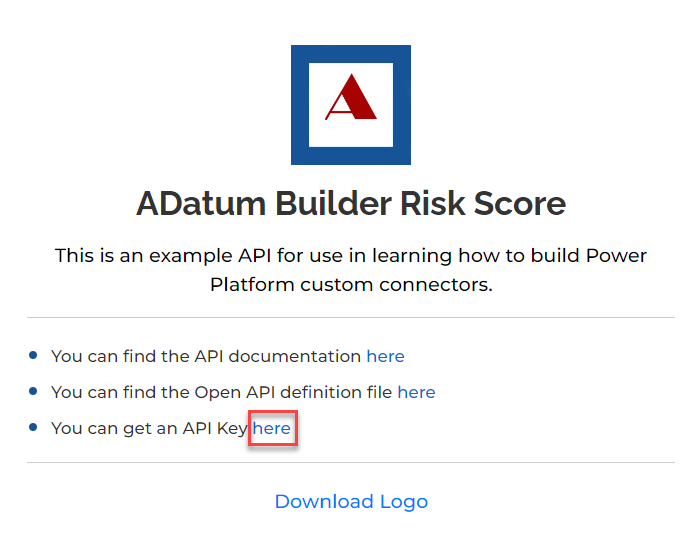 A
ADatum Builder Risk Score
This is an example API for use in learning how to build Power
Platform custom connectors.
You can find the API documentation here
You can find the Open API definition file here
You can get an API Key here
Download Logo